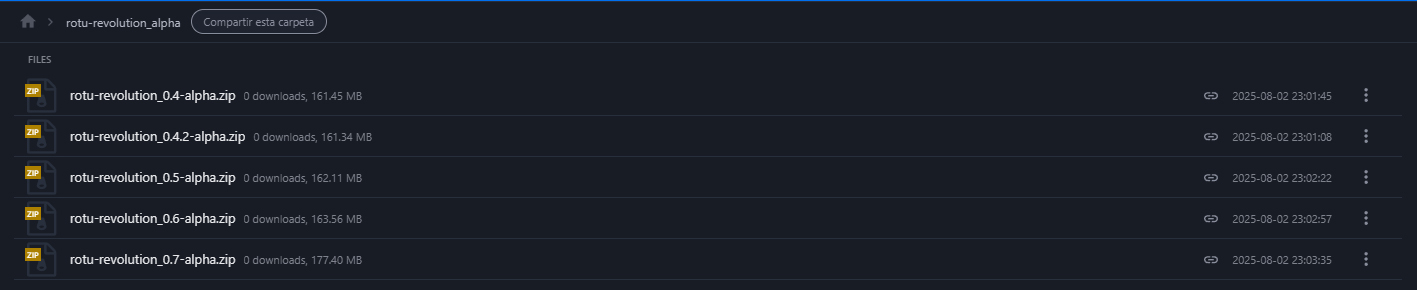 rotu-revolution_alpha Compartir esta carpeta
FILES
ZIP rotu-revolution_0.4-alpha.zip 0 downloads, 161.45 MB 2025-08-02 23:01:45
ZIP rotu-revolution_0.4.2-alpha.zip 0 downloads, 161.34 MB 2025-08-02 23:01:08
ZIP rotu-revolution_0.5-alpha.zip 0 downloads, 162.11 MB 2025-08-02 23:02:22
ZIP rotu-revolution_0.6-alpha.zip 0 downloads, 163.56 MB 2025-08-02 23:02:57
ZIP rotu-revolution_0.7-alpha.zip 0 downloads, 177.40 MB 2025-08-02 23:03:35